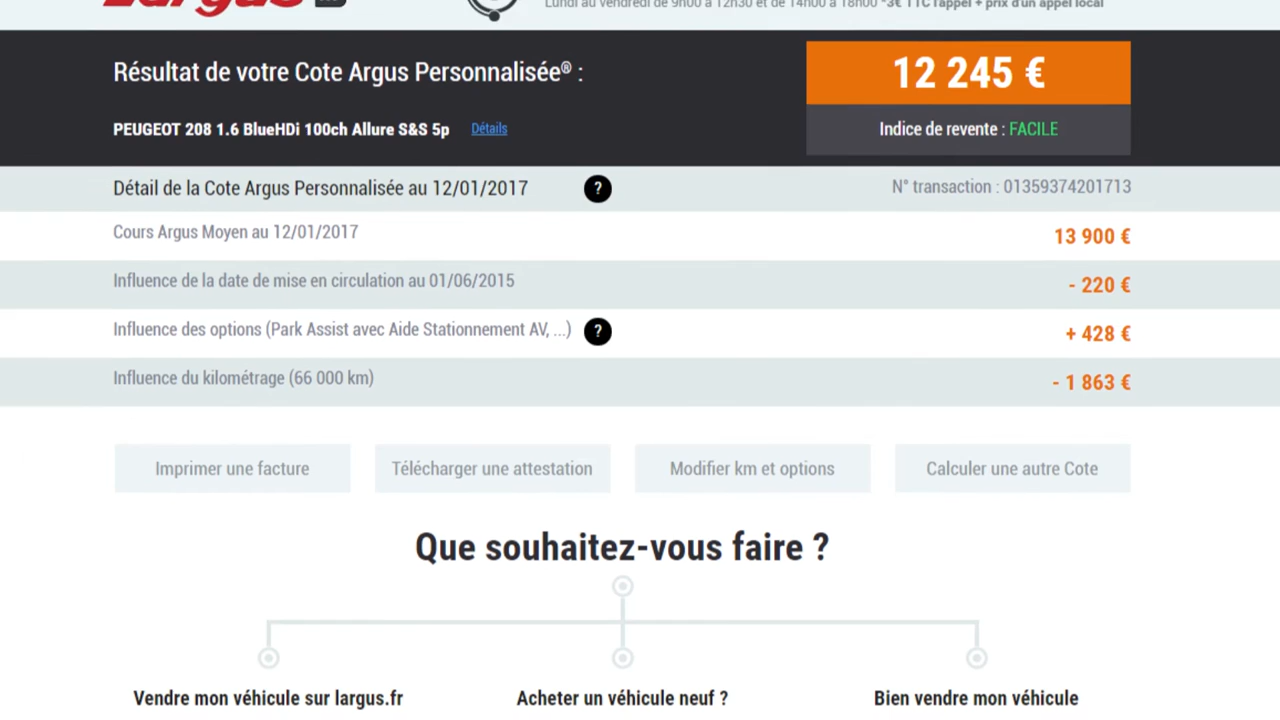 Largus
Lundi au vendredi de 9h00 à 12h30 et de 14h00 à 18h00 *3€ TTC l'appel + prix d'un appel local
Résultat de votre Cote Argus Personnalisée® :
12 245 €
PEUGEOT 208 1.6 BlueHDi 100ch Allure S&S 5p Détails
Indice de revente : FACILE
Détail de la Cote Argus Personnalisée au 12/01/2017 ?
N° transaction : 01359374201713
Cours Argus Moyen au 12/01/2017
13 900 €
Influence de la date de mise en circulation au 01/06/2015
- 220 €
Influence des options (Park Assist avec Aide Stationnement AV, ...) ?
+ 428 €
Influence du kilométrage (66 000 km)
- 1 863 €
Imprimer une facture
Télécharger une attestation
Modifier km et options
Calculer une autre Cote
Que souhaitez-vous faire ?
Vendre mon véhicule sur largus.fr
Acheter un véhicule neuf ?
Bien vendre mon véhicule